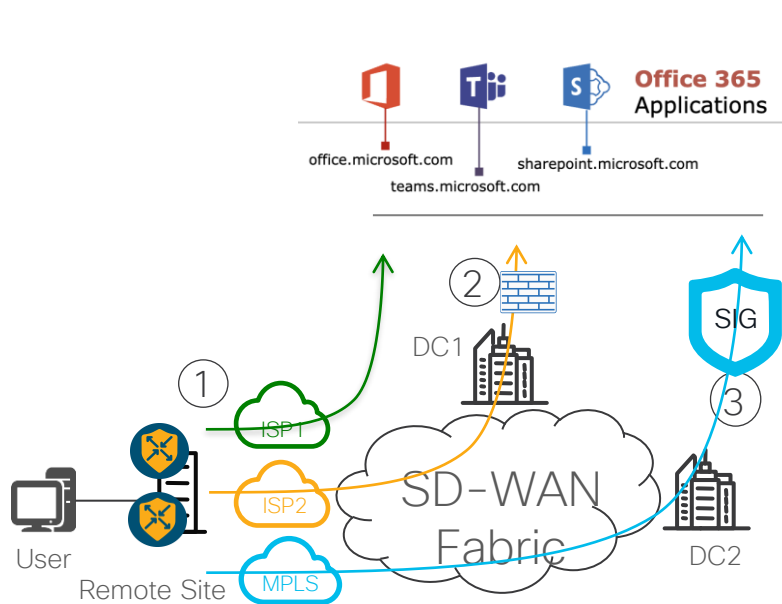 Office 365
Applications
T
S
office.microsoft.com
sharepoint.microsoft.com
teams.microsoft.com
2
SIG
DC1
1
3
ISP1
SD-WAN
Fabric
ISP2
User
DC2
MPLS
Remote Site